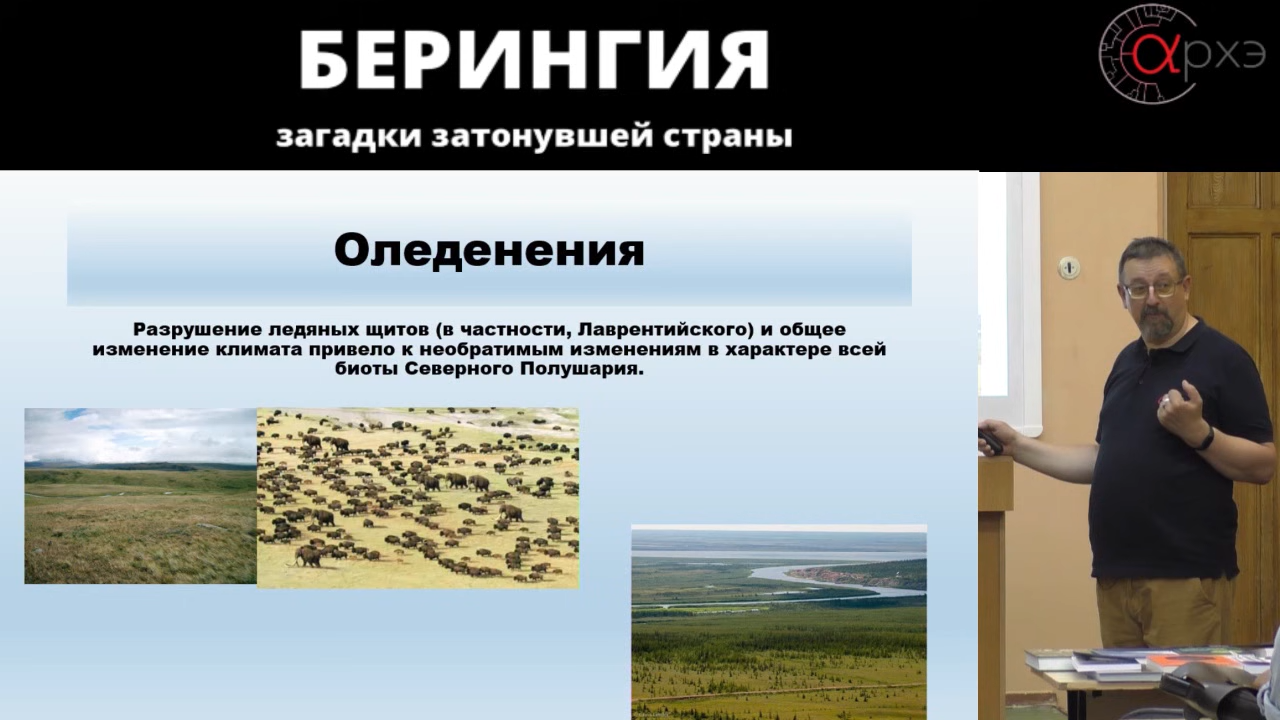 БЕРИНГИЯ
загадки затонувшей страны
αрхэ
Оледенения
Разрушение ледяных щитов (в частности, Лаврентийского) и общее
изменение климата привело к необратимым изменениям в характере всей
биоты Северного Полушария.